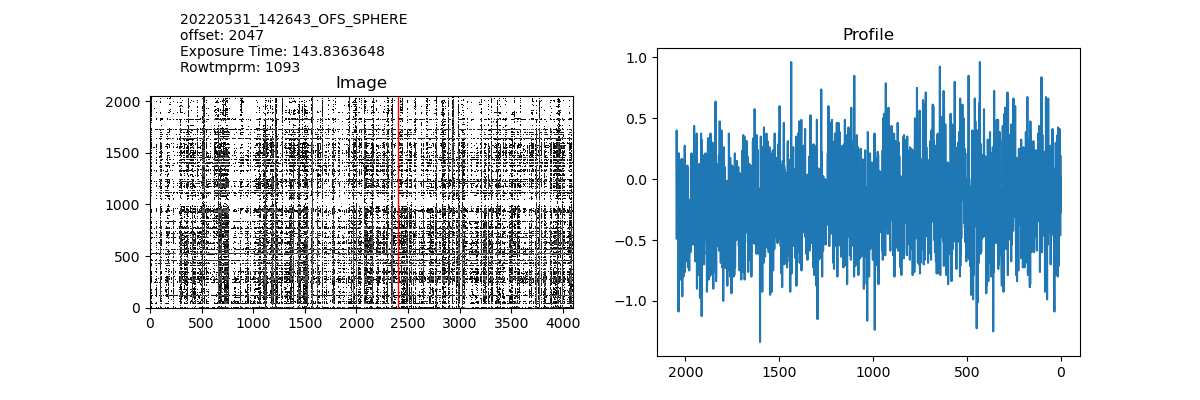 20220531_142643_OFS_SPHERE
offset: 2047
Exposure Time: 143.8363648
Rowtmprm: 1093
Image
2000
1500
1000
500
0
0 500 1000 1500 2000 2500 3000 3500 4000
Profile
1.0
0.5
0.0
−0.5
−1.0
2000 1500 1000 500 0